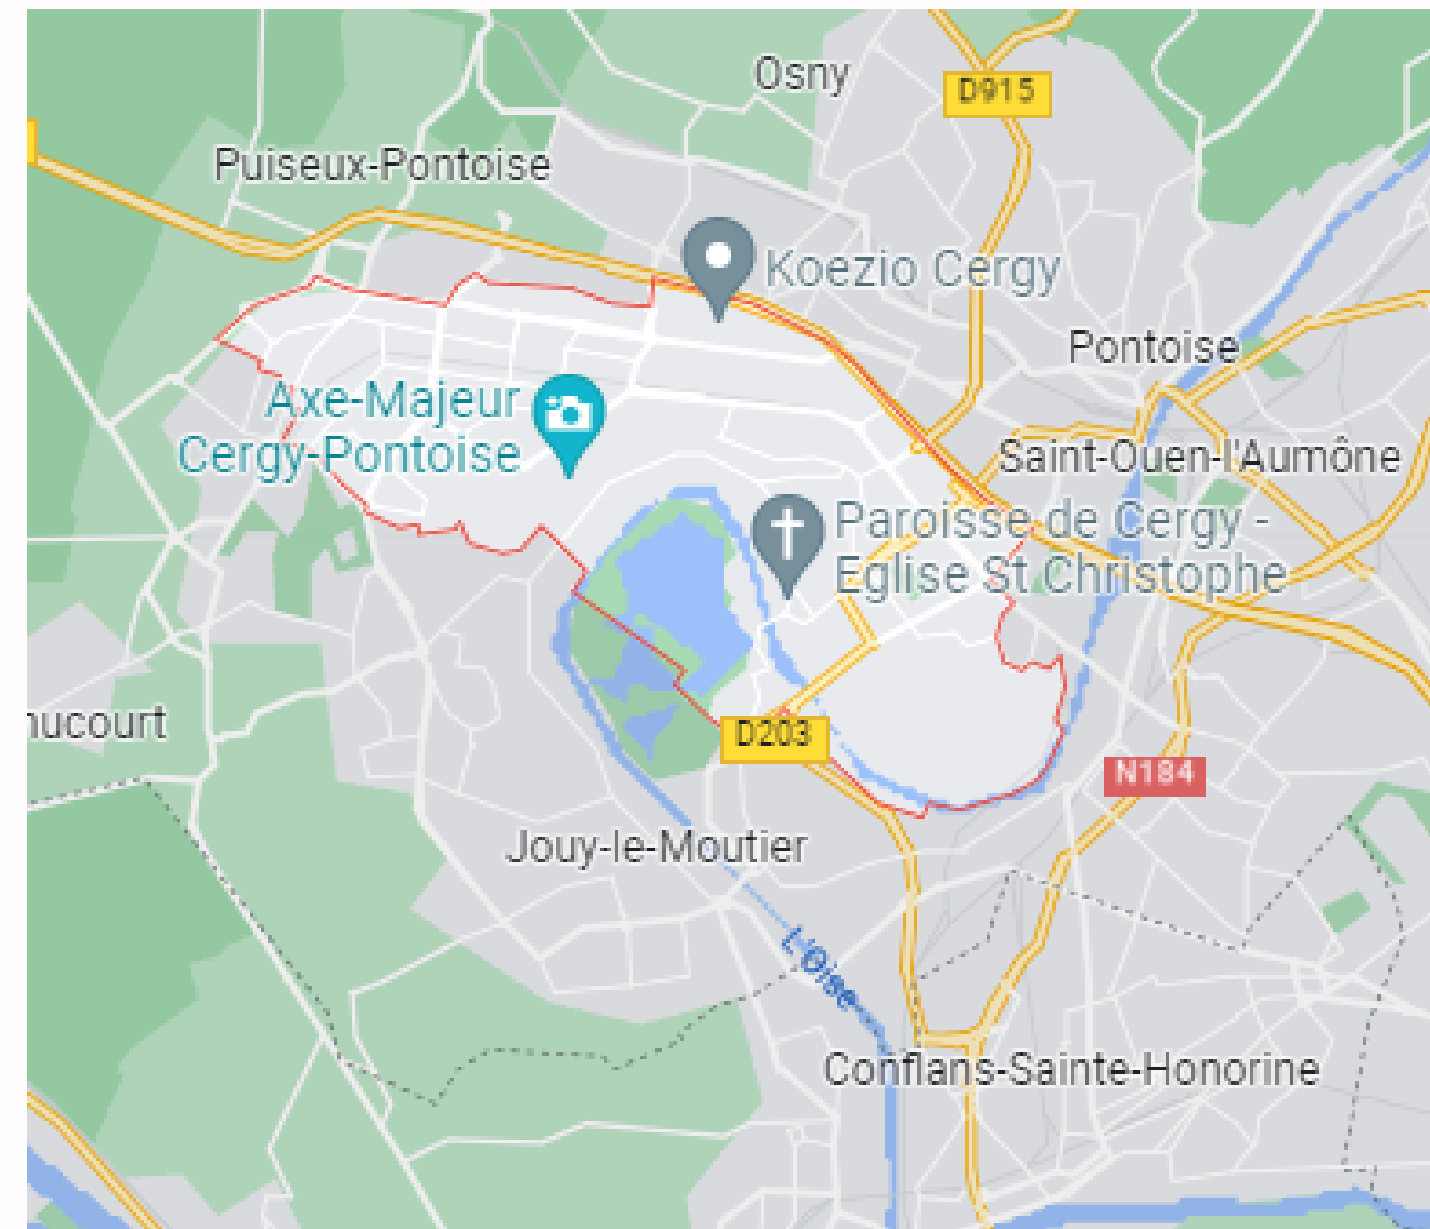 Osny
D915
Puiseux-Pontoise
Koezio Cergy
Pontoise
Axe-Majeur
Cergy-Pontoise
Saint-Ouen-l'Aumône
Paroisse de Cergy -
Eglise St Christophe
nucourt
D203
N184
Jouy-le-Moutier
L'Oise
Conflans-Sainte-Honorine